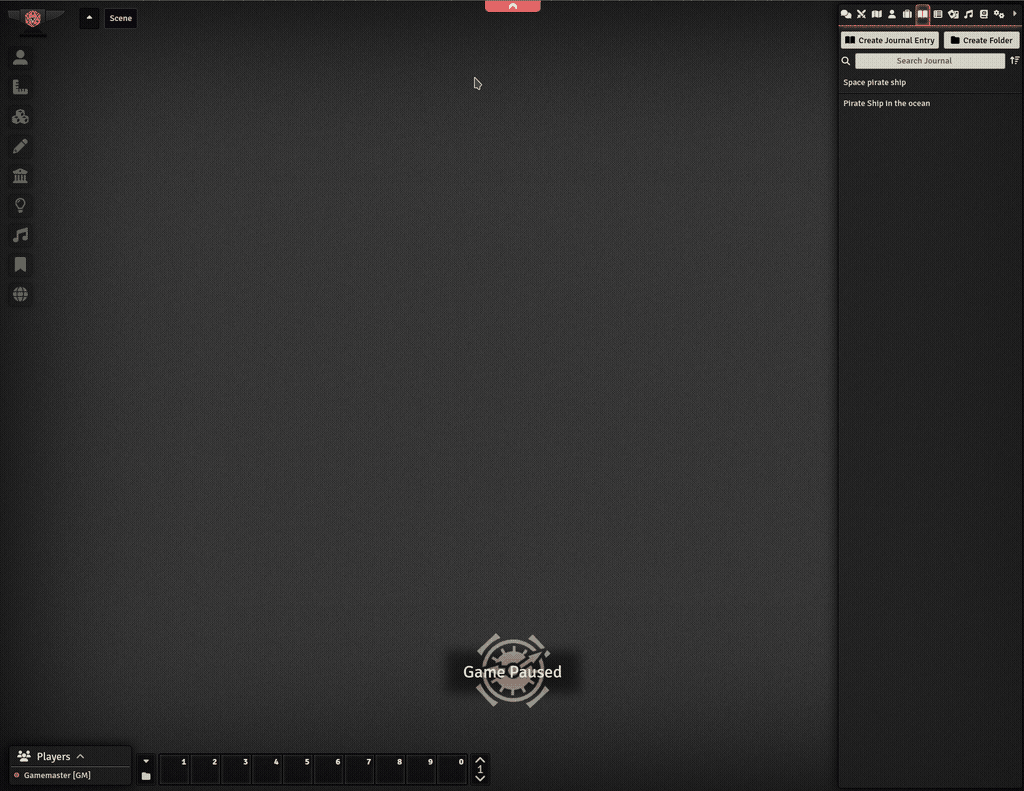 Scene
Create Journal Entry
Create Folder
Search Journal
Space pirate ship
Pirate Ship in the ocean
Game Paused
Players
Gamemaster [GM]
1 2 3 4 5 6 7 8 9 0
1